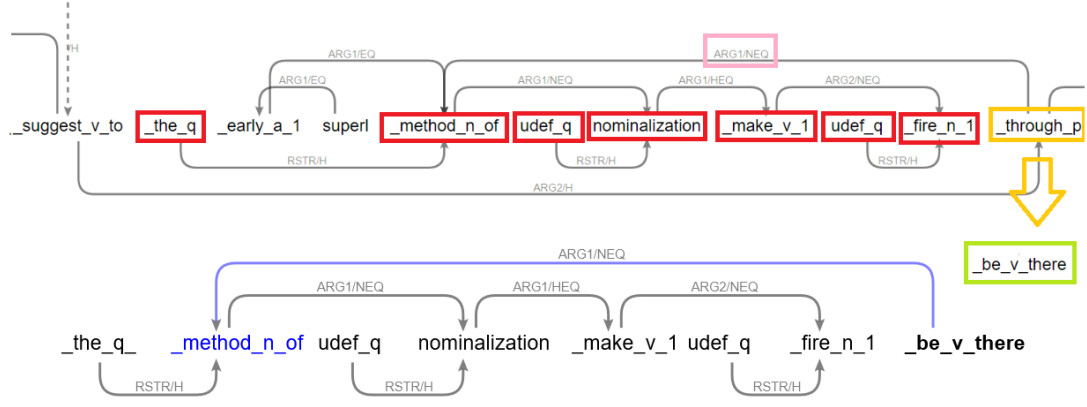 /H
ARG1/EQ
ARG1/NEQ
ARG1/EQ
ARG1/NEQ ARG1/HEQ ARG2/NEQ
_suggest_v_to _the_q _early_a_1 superl _method_n_of udef_q nominalization _make_v_1 udef_q _fire_n_1 _through_p
RSTR/H RSTR/H RSTR/H
ARG2/H
ARG1/NEQ
_be_v_there
ARG1/NEQ ARG1/HEQ ARG2/NEQ
_the_q_ _method_n_of udef_q nominalization _make_v_1 udef_q _fire_n_1 _be_v_there
RSTR/H RSTR/H RSTR/H